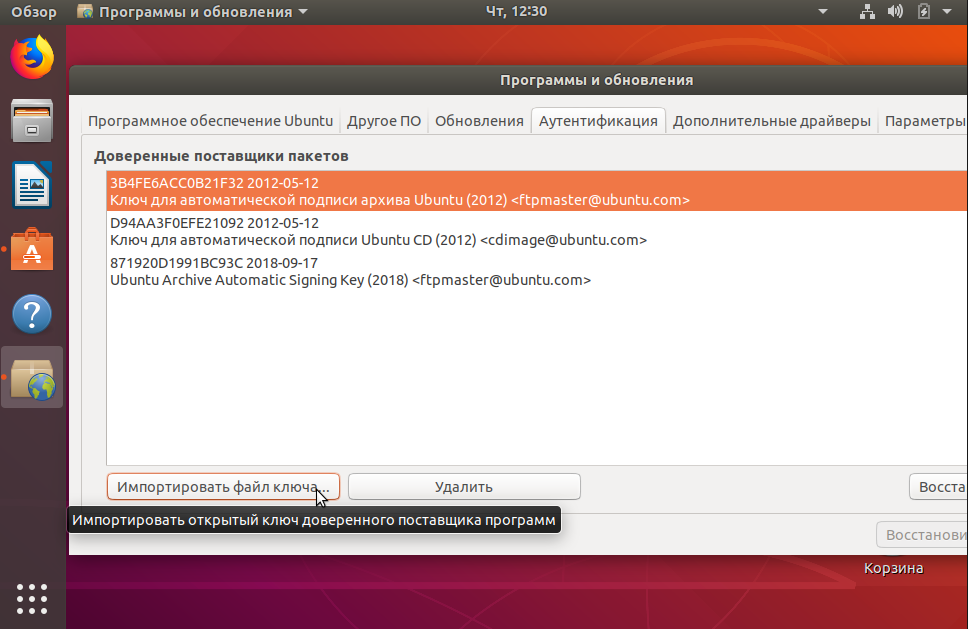 Обзор Программы и обновления Чт, 12:30
Программы и обновления
Программное обеспечение Ubuntu Другое ПО Обновления Аутентификация Дополнительные драйверы Параметры
Доверенные поставщики пакетов
3B4FE6ACC0B21F32 2012-05-12
Ключ для автоматической подписи архива Ubuntu (2012) <ftpmaster@ubuntu.com>
D94AA3F0EFE21092 2012-05-12
Ключ для автоматической подписи Ubuntu CD (2012) <cdimage@ubuntu.com>
871920D1991BC93C 2018-09-17
Ubuntu Archive Automatic Signing Key (2018) <ftpmaster@ubuntu.com>
Импортировать файл ключа... Удалить Восста
Импортировать открытый ключ доверенного поставщика программ
Восстанови
Корзина